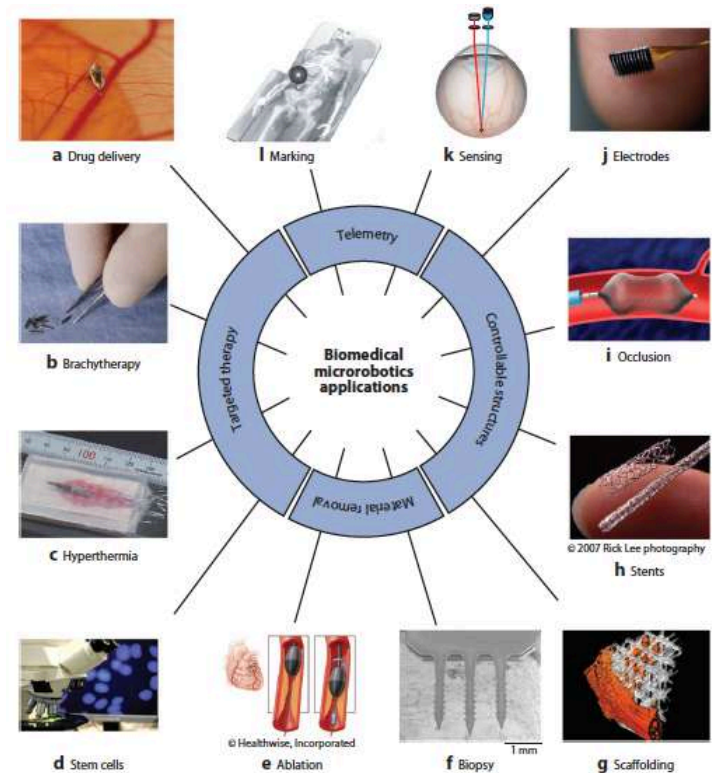 a Drug delivery
l Marking
k Sensing
j Electrodes
Telemetry
Targeted therapy
Controllable structures
Material removal
Biomedical
microrobotics
applications
b Brachytherapy
i Occlusion
100
c Hyperthermia
© 2007 Rick Lee photography
h Stents
© Healthwise, Incorporated
1 mm
d Stem cells
e Ablation
f Biopsy
g Scaffolding